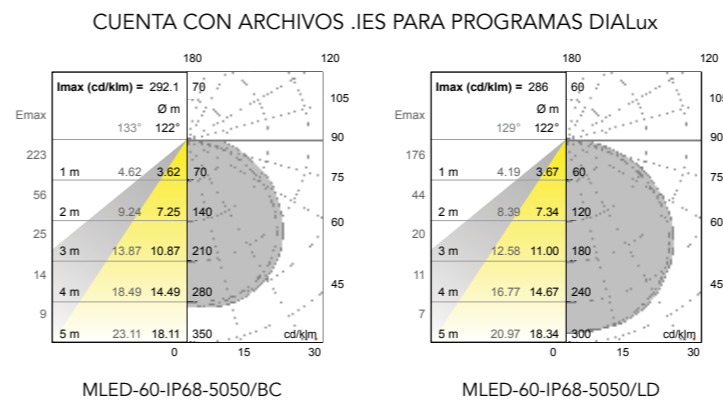 CUENTA CON ARCHIVOS .IES PARA PROGRAMAS DIALux
180 120
Imax (cd/klm) = 292.1 70
105
Ø m
Emax
133° 122°
90
223
1 m 4.62 3.62 70
75
56
2 m 9.24 7.25 140
60
25
3 m 13.87 10.87 210
14
45
4 m 18.49 14.49 280
9
5 m 23.11 18.11 350 cd/klm
0 15 30
MLED-60-IP68-5050/BC
180 120
Imax (cd/klm) = 286 60
105
Ø m
Emax
129° 122°
90
176
1 m 4.19 3.67 60
75
44
2 m 8.39 7.34 120
60
20
3 m 12.58 11.00 180
11
45
4 m 16.77 14.67 240
7
5 m 20.97 18.34 300 cd/klm
0 15 30
MLED-60-IP68-5050/LD